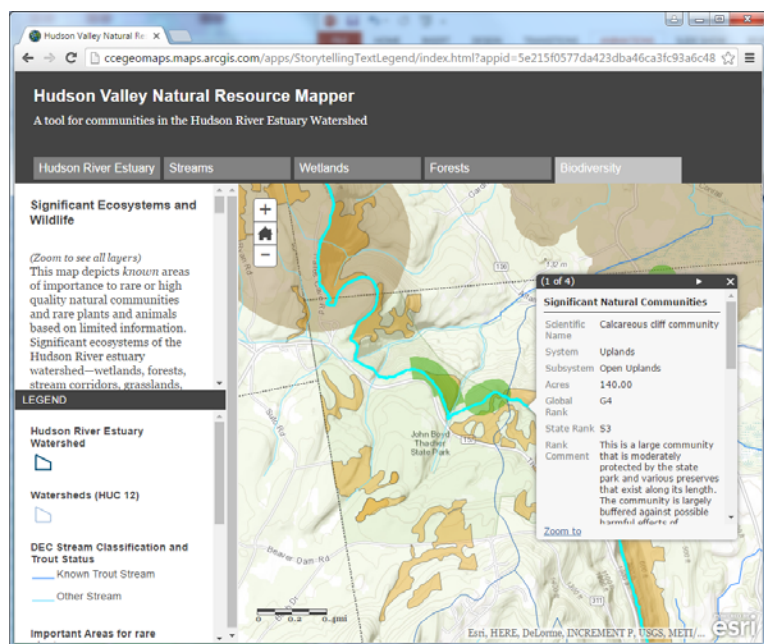 Hudson Valley Natural Re
ccegeomaps.maps.arcgis.com/apps/StorytellingTextLegend/index.html?appid=5e215f0577da423dba46ca3fc93a6c48
Hudson Valley Natural Resource Mapper
A tool for communities in the Hudson River Estuary Watershed
Hudson River Estuary
Streams
Wetlands
Forests
Biodiversity
Significant Ecosystems and
Wildlife
(Zoom to see all layers)
This map depicts known areas
of importance to rare or high
quality natural communities
and rare plants and animals
based on limited information.
Significant ecosystems of the
Hudson River estuary
watershed—wetlands, forests,
stream corridors, grasslands,
LEGEND
Hudson River Estuary
Watershed
Watersheds (HUC 12)
DEC Stream Classification and
Trout Status
Known Trout Stream
Other Stream
Important Areas for rare
+
−
156
John Boyd
Thacher
State Park
Beaver Dam Rd
311
0 0.2 0.4mi
(1 of 4)
Significant Natural Communities
Scientific Name Calcareous cliff community
System Uplands
Subsystem Open Uplands
Acres 140.00
Global Rank G4
State Rank S3
Rank Comment This is a large community
that is moderately
protected by the state
park and various preserves
that exist along its length.
The community is largely
buffered against possible
harmful effects of
Zoom to
Esri, HERE, DeLorme, INCREMENT P, USGS, METI/...
esri